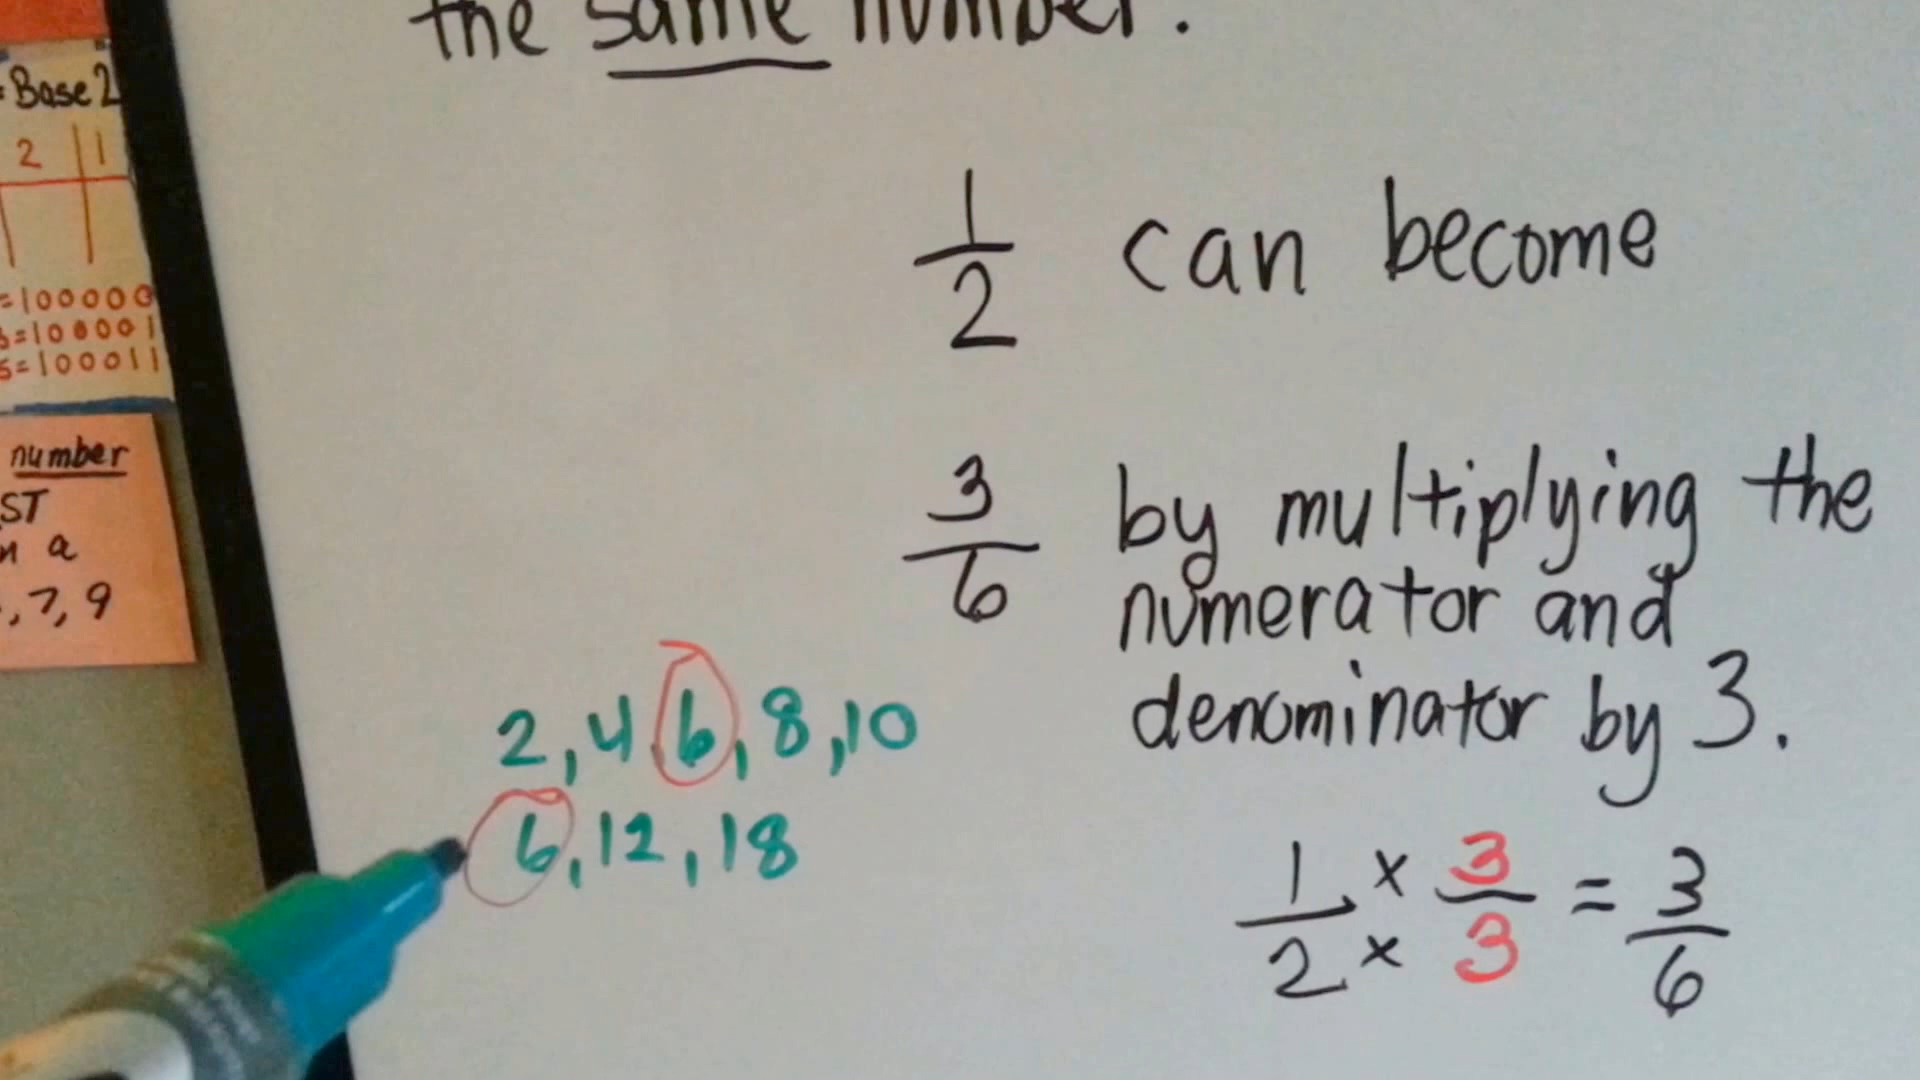 the same number.
= Base 2
2 1
=100000
=100001
5=100011
number
ST
a
, 7, 9
1/2 can become
3/6 by multiplying the
numerator and
denominator by 3.
2, 4, 6, 8, 10
6, 12, 18
1/2 × 3/3 = 3/6